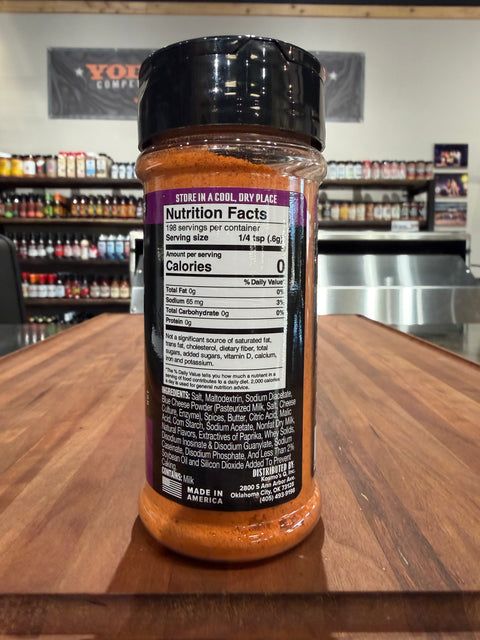 YOD
COMPE
STORE IN A COOL, DRY PLACE
Nutrition Facts
198 servings per container
Serving size 1/4 tsp (.6g)
Amount per serving
Calories 0
% Daily Value*
Total Fat 0g 0%
Sodium 65 mg 3%
Total Carbohydrate 0g 0%
Protein 0g
Not a significant source of saturated fat,
trans fat, cholesterol, dietary fiber, total
sugars, added sugars, vitamin D, calcium,
iron and potassium.
*The % Daily Value tells you how much a nutrient in a
serving of food contributes to a daily diet. 2,000 calories
a day is used for general nutrition advice.
INGREDIENTS: Salt, Maltodextrin, Sodium Diacetate,
Blue Cheese Powder (Pasteurized Milk, Salt, Cheese
Culture, Enzyme), Spices, Butter, Citric Acid, Malic
Acid, Corn Starch, Sodium Acetate, Nonfat Dry Milk,
Natural Flavors, Extractives of Paprika, Whey Solids,
Disodium Inosinate & Disodium Guanylate, Sodium
Caseinate, Disodium Phosphate, And Less Than 2%
Soybean Oil and Silicon Dioxide Added To Prevent
Caking.
CONTAINS: Milk
MADE IN
AMERICA
DISTRIBUTED BY
Kosmo's Q, Inc.
2800 S Ann Arbor Ave.
Oklahoma City, OK 73128
(405) 493-9198